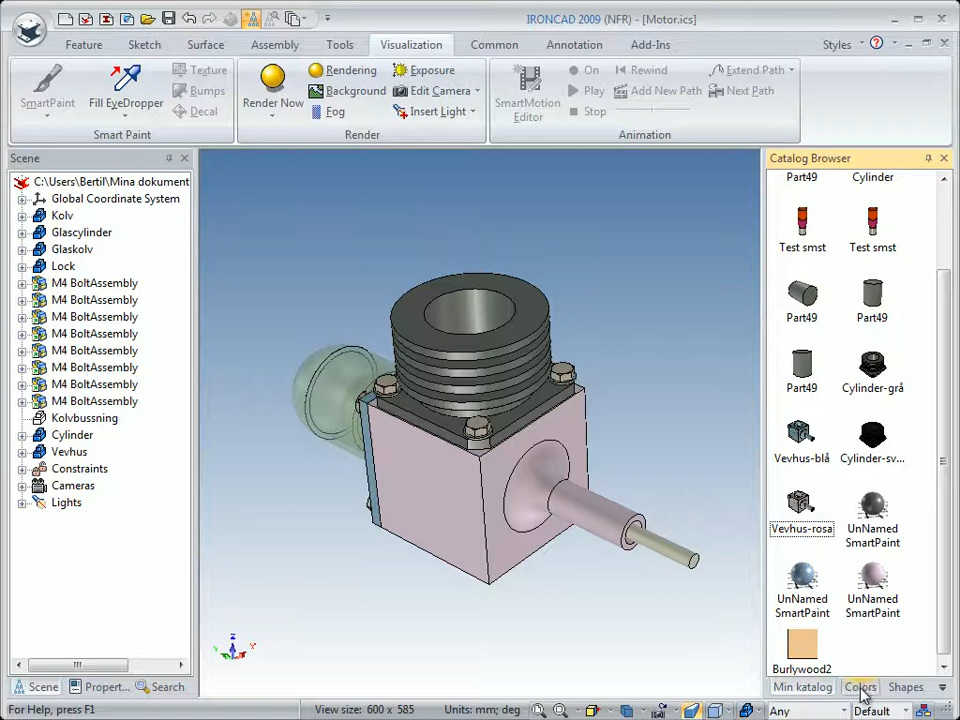 IRONCAD 2009 (NFR) - [Motor.ics]
Feature Sketch Surface Assembly Tools Visualization Common Annotation Add-Ins Styles
SmartPaint
Fill EyeDropper
Texture
Bumps
Decal
Smart Paint
Render Now
Rendering
Background
Fog
Exposure
Edit Camera
Insert Light
Render
SmartMotion
Editor
On
Play
Stop
Rewind
Add New Path
Extend Path
Next Path
Animation
Scene
C:\Users\Bertil\Mina dokument
Global Coordinate System
Kolv
Glascylinder
Glaskolv
Lock
M4 BoltAssembly
M4 BoltAssembly
M4 BoltAssembly
M4 BoltAssembly
M4 BoltAssembly
M4 BoltAssembly
M4 BoltAssembly
M4 BoltAssembly
Kolvbussning
Cylinder
Vevhus
Constraints
Cameras
Lights
Scene Propert... Search
Z
Y
X
Catalog Browser
Part49 Cylinder
Test smst Test smst
Part49 Part49
Part49 Cylinder-grå
Vevhus-blå Cylinder-sv...
Vevhus-rosa UnNamed
SmartPaint
UnNamed
SmartPaint
UnNamed
SmartPaint
Burlywood2
Min katalog Colors Shapes
For Help, press F1 View size: 600 x 585 Units: mm; deg Any Default